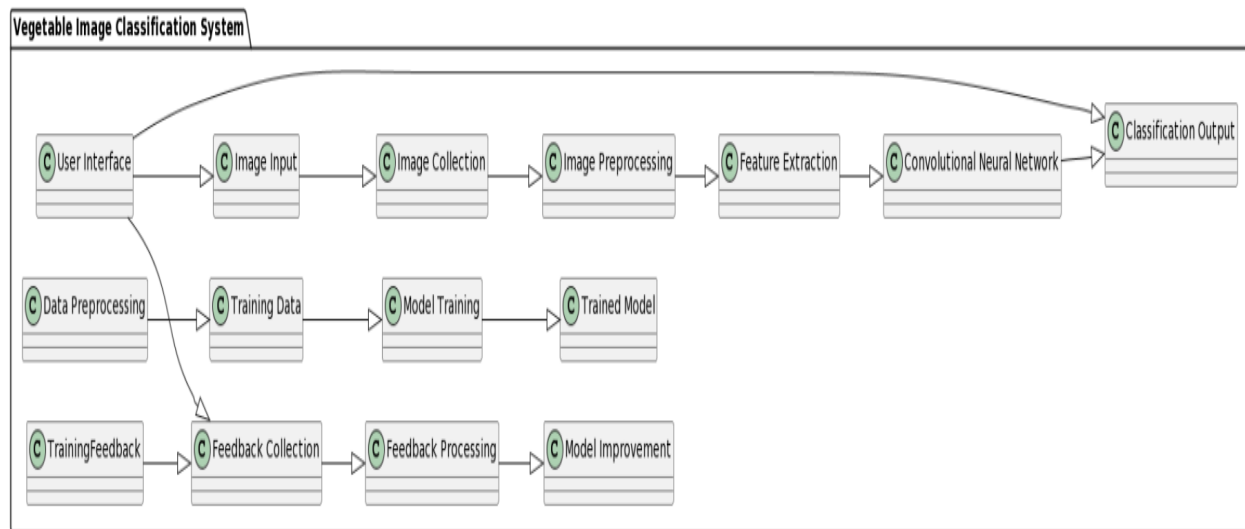 Vegetable Image Classification System
C Classification Output
C User Interface
C Image Input
C Image Collection
C Image Preprocessing
C Feature Extraction
C Convolutional Neural Network
C Data Preprocessing
C Training Data
C Model Training
C Trained Model
C TrainingFeedback
C Feedback Collection
C Feedback Processing
C Model Improvement